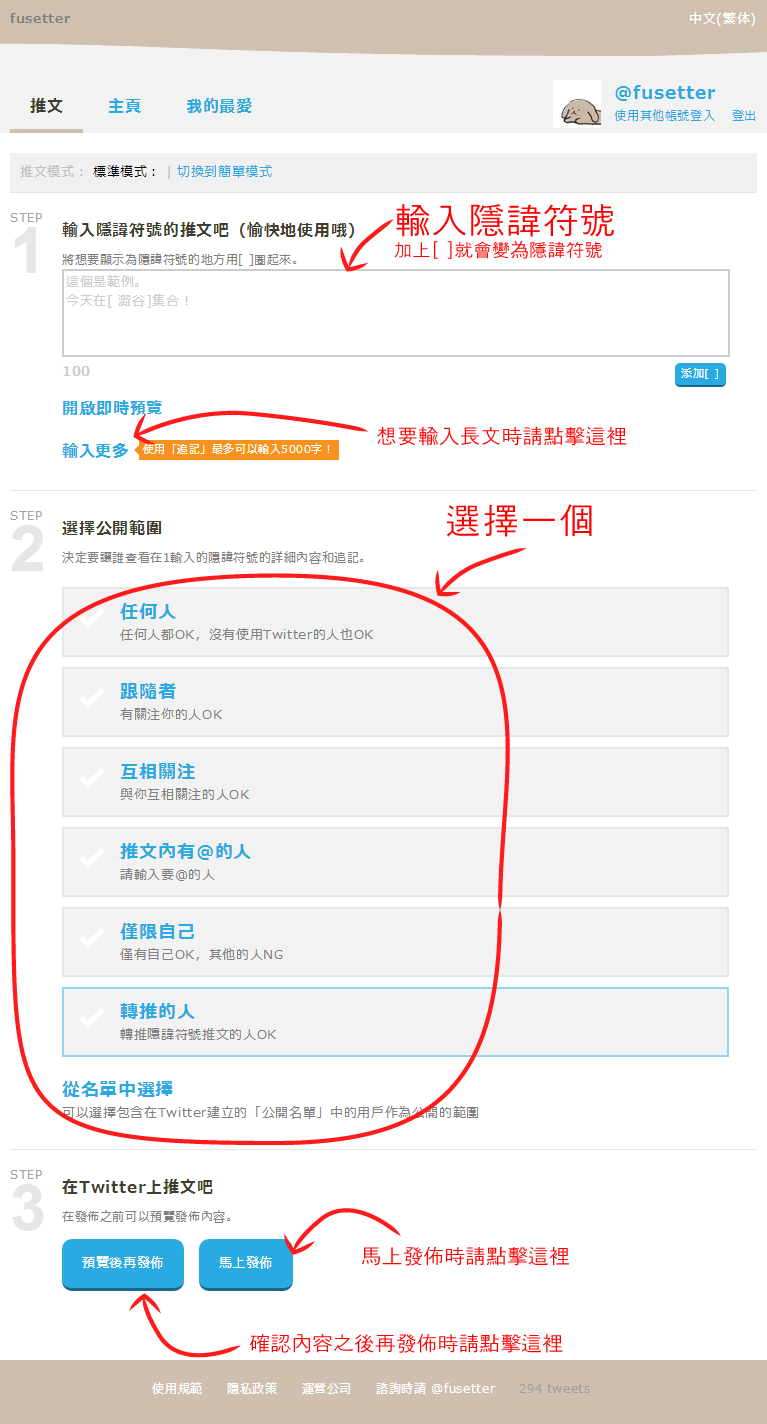 fusetter
中文(繁体)
推文
主頁
我的最愛
@fusetter
使用其他帳號登入
登出
推文模式： 標準模式： | 切換到簡單模式
STEP
1
輸入隱諱符號的推文吧（愉快地使用哦）
將想要顯示為隱諱符號的地方用[ ]圈起來。
輸入隱諱符號
加上[ ]就會變為隱諱符號
這個是範例。
今天在[ 澀谷]集合！
100
添加[ ]
開啟即時預覽
輸入更多
使用「追記」最多可以輸入5000字！
想要輸入長文時請點擊這裡
STEP
2
選擇公開範圍
決定要讓誰查看在1輸入的隱諱符號的詳細內容和追記。
選擇一個
任何人
任何人都OK，沒有使用Twitter的人也OK
跟隨者
有關注你的人OK
互相關注
與你互相關注的人OK
推文內有@的人
請輸入要@的人
僅限自己
僅有自己OK，其他的人NG
轉推的人
轉推隱諱符號推文的人OK
從名單中選擇
可以選擇包含在Twitter建立的「公開名單」中的用戶作為公開的範圍
STEP
3
在Twitter上推文吧
在發佈之前可以預覽發佈內容。
預覽後再發佈
馬上發佈
馬上發佈時請點擊這裡
確認內容之後再發佈時請點擊這裡
使用規範
隱私政策
運營公司
諮詢時請 @fusetter
294 tweets